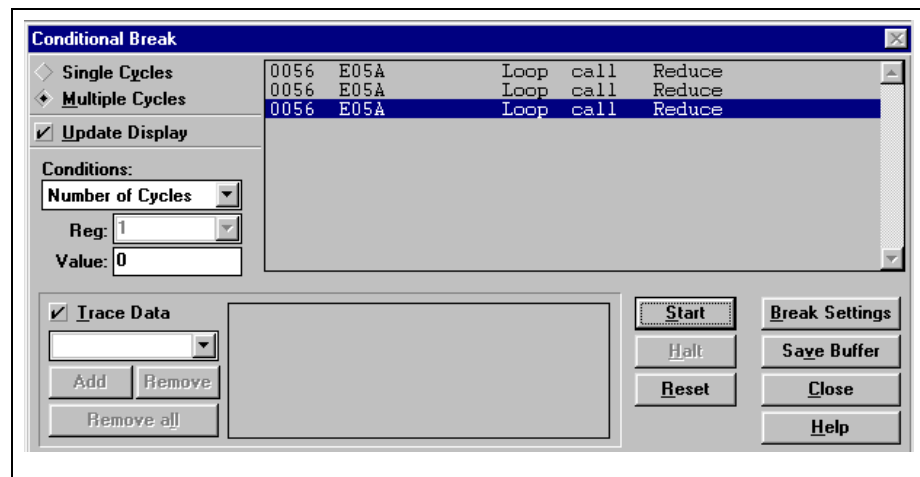 Conditional Break
Single Cycles
Multiple Cycles
Update Display
Conditions:
Number of Cycles
Reg: 1
Value: 0
0056 E05A Loop call Reduce
0056 E05A Loop call Reduce
0056 E05A Loop call Reduce
Trace Data
Add Remove
Remove all
Start
Halt
Reset
Break Settings
Save Buffer
Close
Help